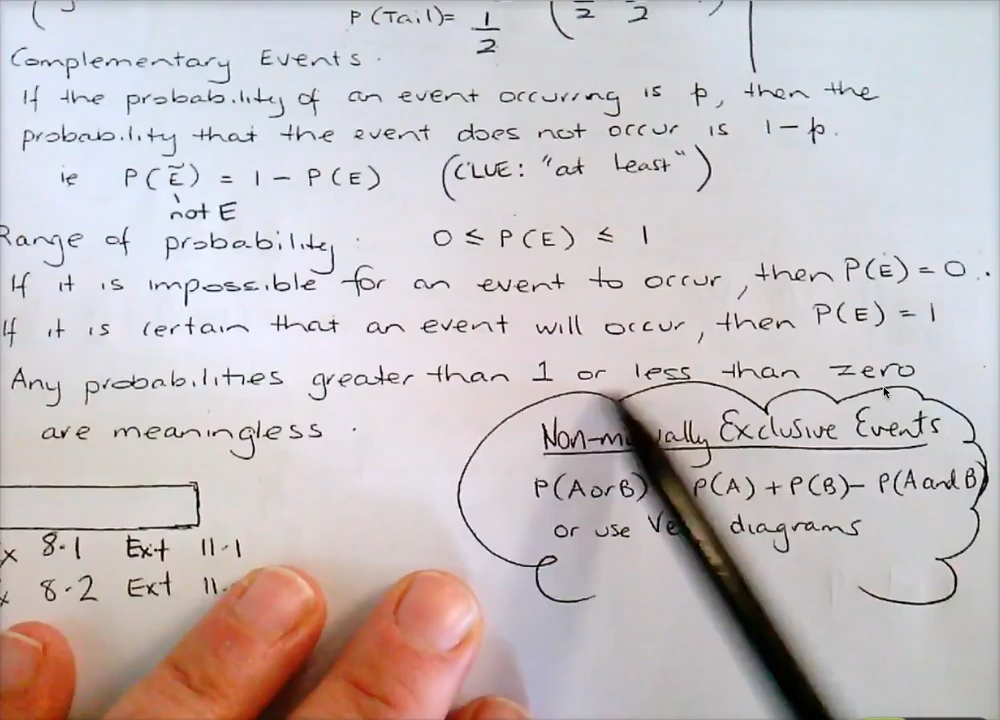 P(Tail)= 1/2
2 2
Complementary Events.
If the probability of an event occurring is p, then the
probability that the event does not occur is 1-p.
ie P(Ẽ) = 1 - P(E) (CLUE: "at least")
not E
Range of probability: 0 ≤ P(E) ≤ 1
If it is impossible for an event to occur, then P(E) = 0.
If it is certain that an event will occur, then P(E) = 1
Any probabilities greater than 1 or less than zero
are meaningless.
Exclusive Events
P(A or B) P(A) + P(B) - P(A and B)
or use diagrams
8.1 Ext 11.1
8.2 Ext 11.